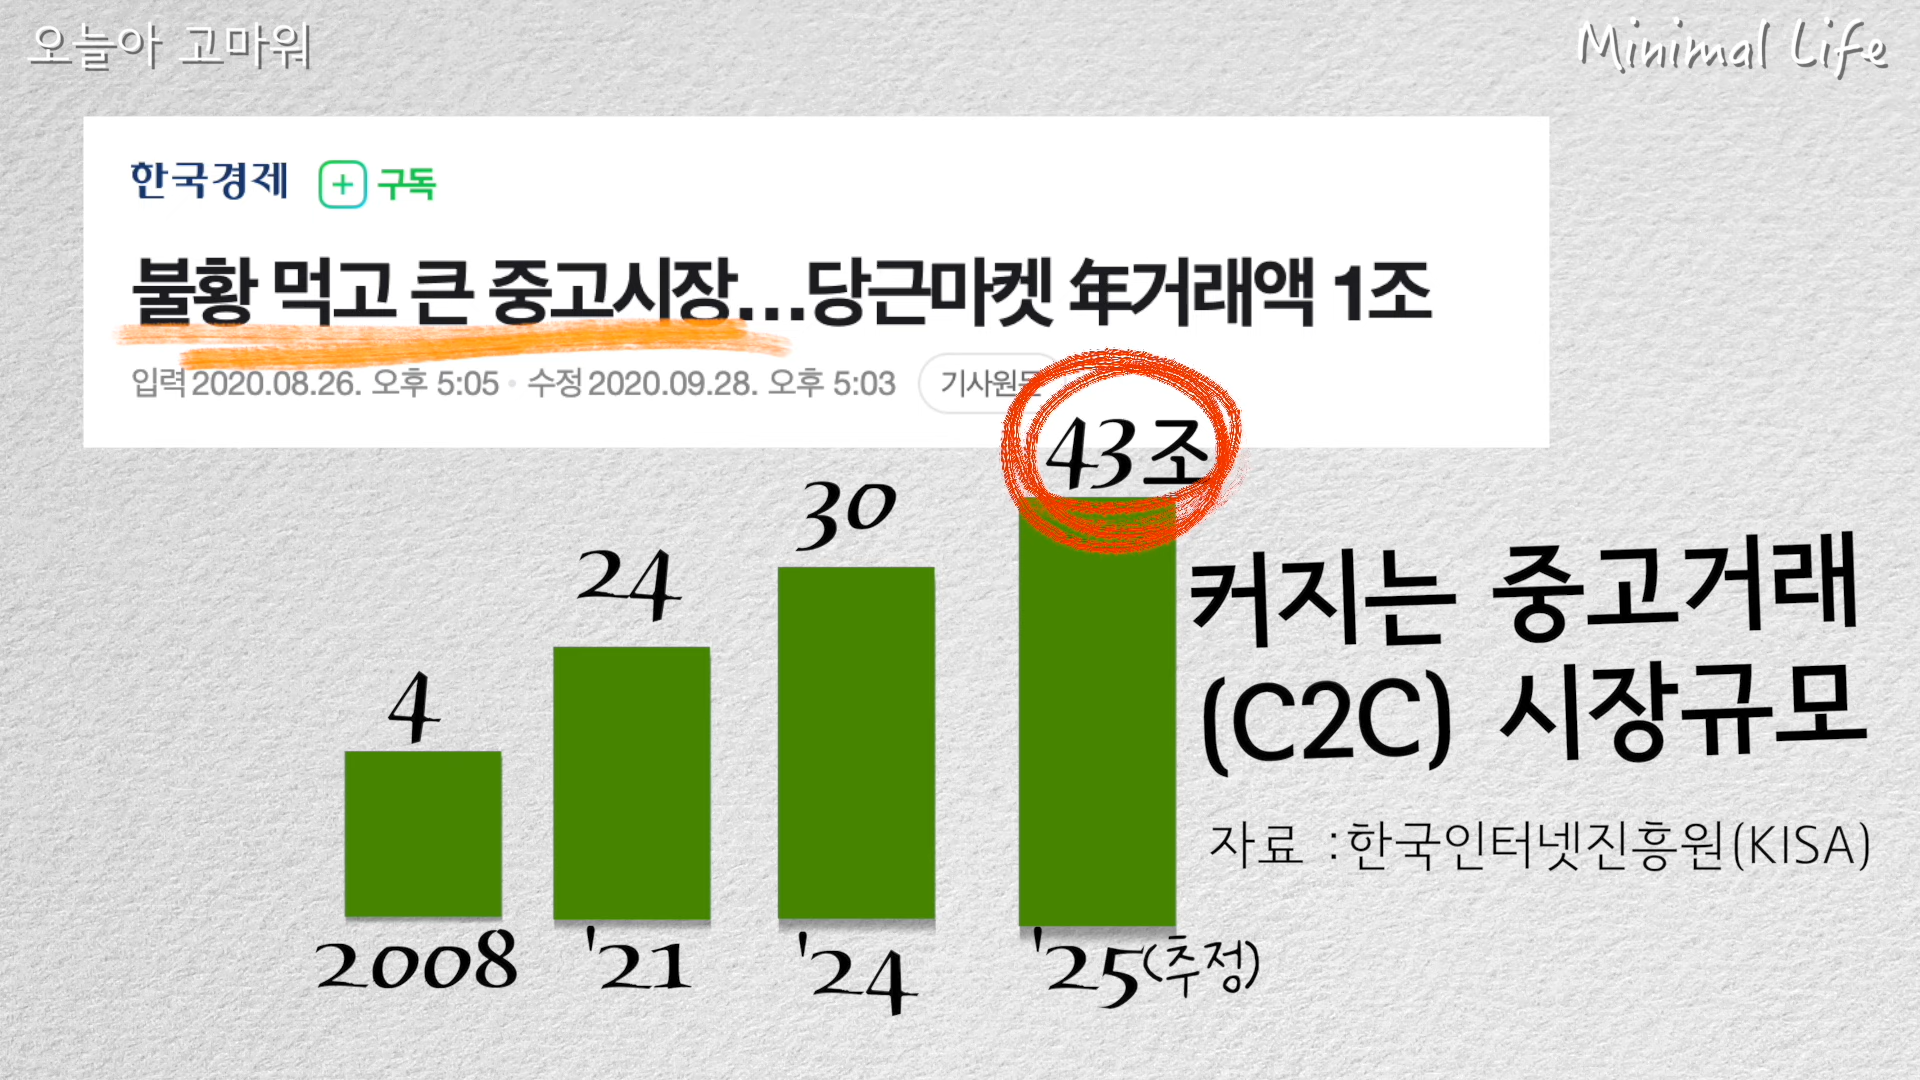 오늘아 고마워
Minimal Life
한국경제 + 구독
불황 먹고 큰 중고시장...당근마켓 年거래액 1조
입력 2020.08.26. 오후 5:05 · 수정 2020.09.28. 오후 5:03
43조
30
24
4
커지는 중고거래
(C2C) 시장규모
자료 :한국인터넷진흥원(KISA)
2008 '21 '24 '25(추정)